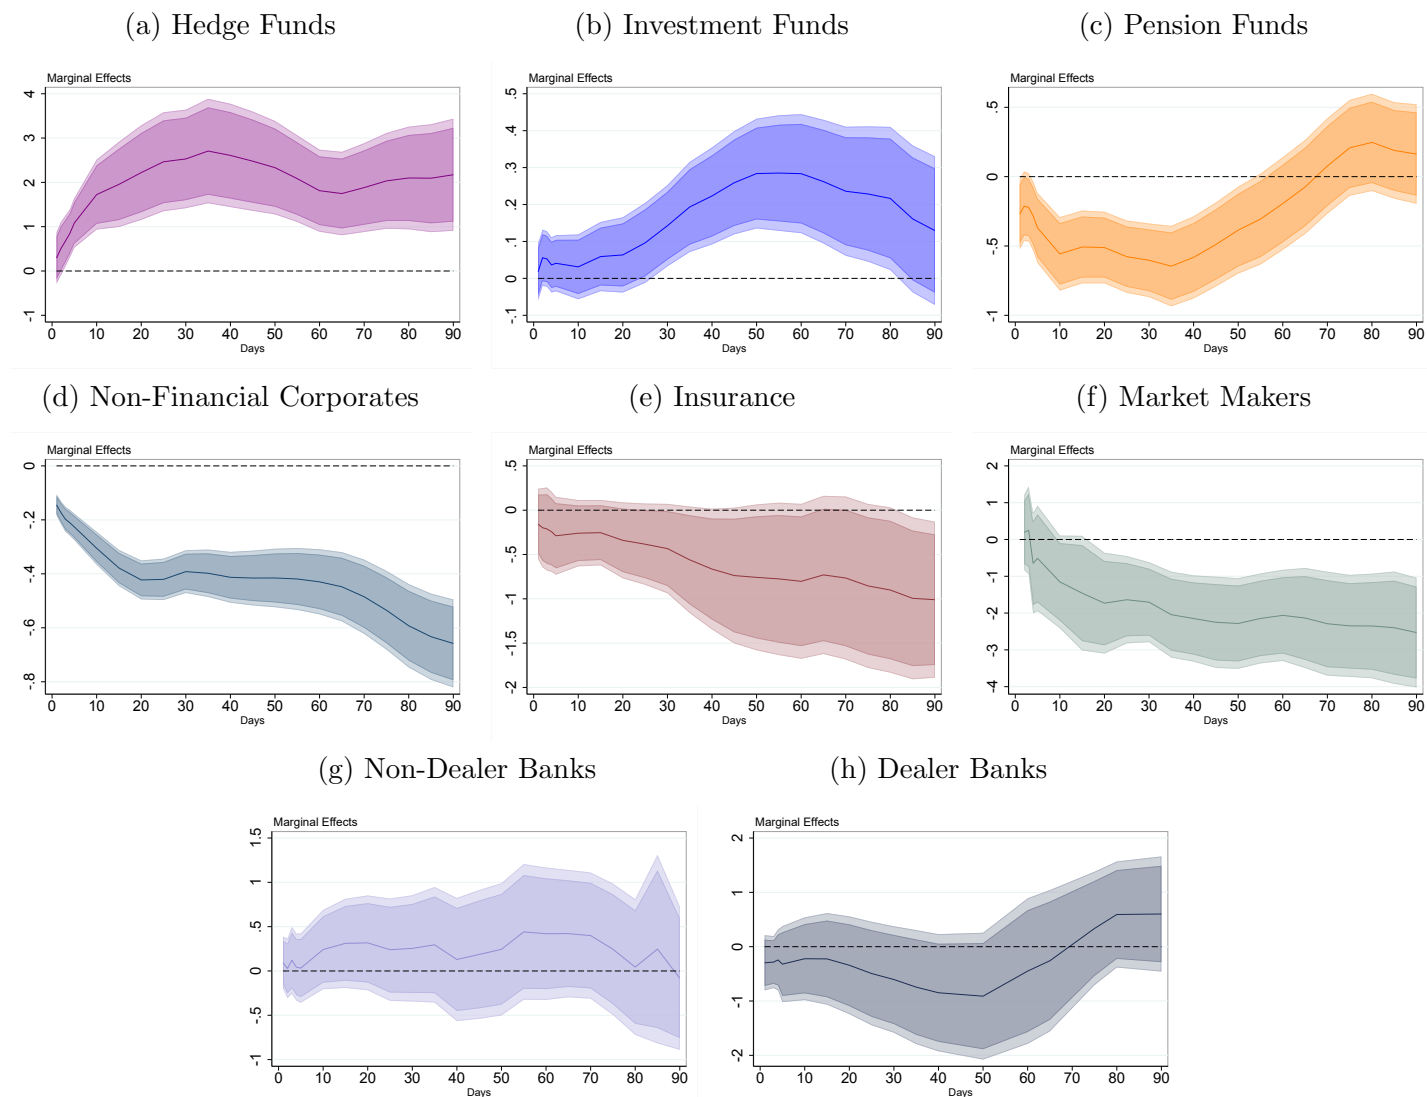 (a) Hedge Funds
Marginal Effects
4
3
2
1
0
-1
0 10 20 30 40 50 60 70 80 90
Days
(b) Investment Funds
Marginal Effects
.5
.4
.3
.2
.1
0
-.1
0 10 20 30 40 50 60 70 80 90
Days
(c) Pension Funds
Marginal Effects
.5
0
-.5
-1
0 10 20 30 40 50 60 70 80 90
Days
(d) Non-Financial Corporates
Marginal Effects
0
-.2
-.4
-.6
-.8
0 10 20 30 40 50 60 70 80 90
Days
(e) Insurance
Marginal Effects
.5
0
-.5
-1
-1.5
-2
0 10 20 30 40 50 60 70 80 90
Days
(f) Market Makers
Marginal Effects
2
1
0
-1
-2
-3
-4
0 10 20 30 40 50 60 70 80 90
Days
(g) Non-Dealer Banks
Marginal Effects
1.5
1
.5
0
-.5
-1
0 10 20 30 40 50 60 70 80 90
Days
(h) Dealer Banks
Marginal Effects
2
1
0
-1
-2
0 10 20 30 40 50 60 70 80 90
Days